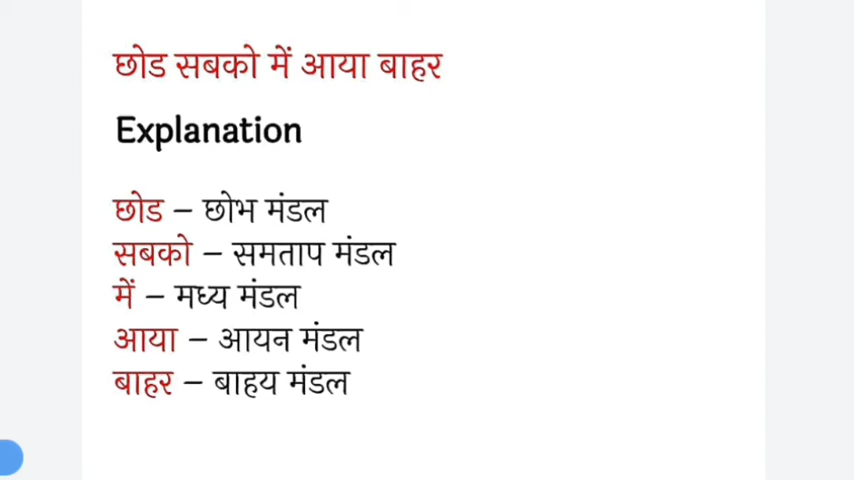 छोड सबको में आया बाहर
Explanation
छोड – छोभ मंडल
सबको – समताप मंडल
में – मध्य मंडल
आया – आयन मंडल
बाहर – बाहय मंडल